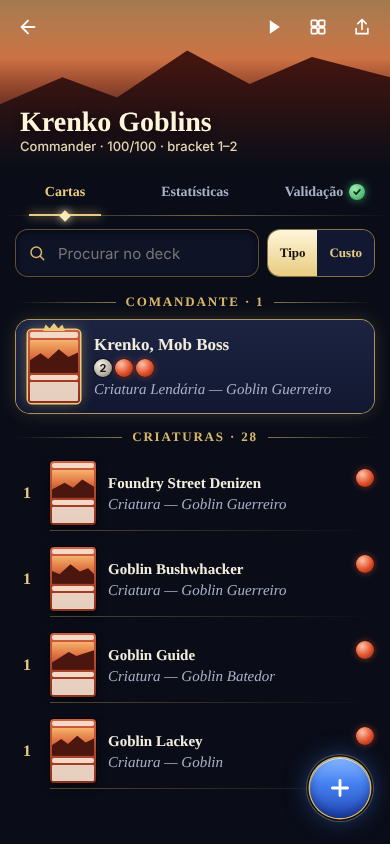 Krenko Goblins
Commander · 100/100 · bracket 1–2
Cartas
Estatísticas
Validação
Procurar no deck
Tipo
Custo
COMANDANTE · 1
Krenko, Mob Boss
2
Criatura Lendária — Goblin Guerreiro
CRIATURAS · 28
1
Foundry Street Denizen
Criatura — Goblin Guerreiro
1
Goblin Bushwhacker
Criatura — Goblin Guerreiro
1
Goblin Guide
Criatura — Goblin Batedor
1
Goblin Lackey
Criatura — Goblin